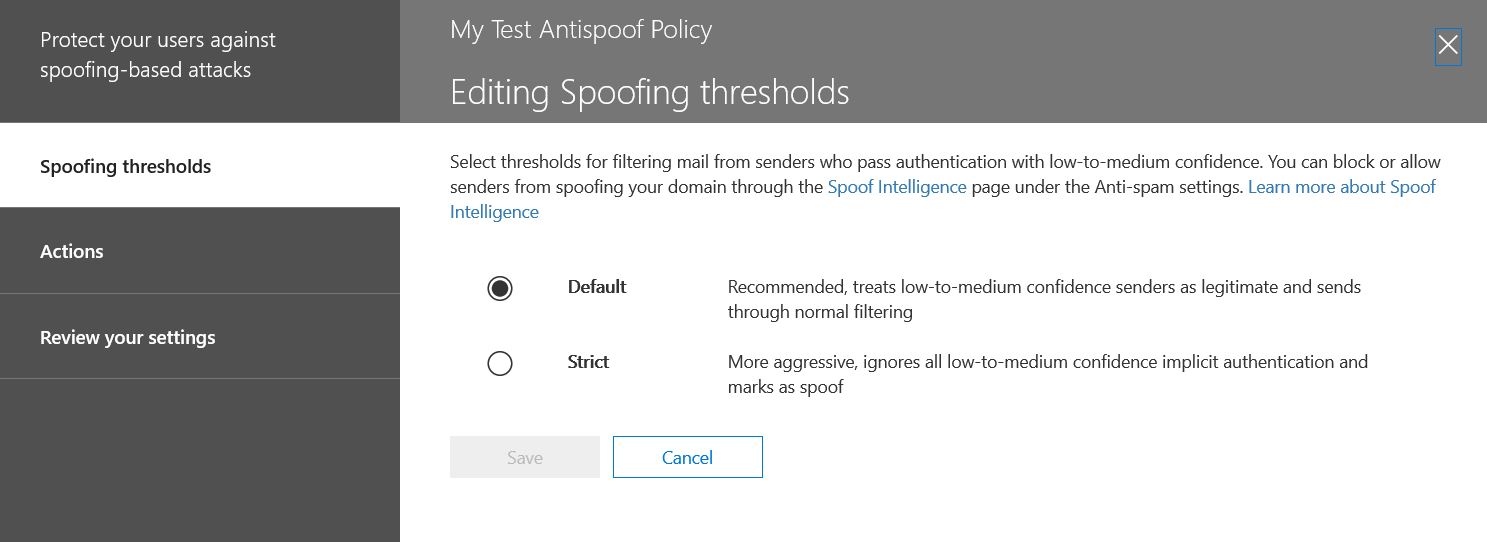 Protect your users against
spoofing-based attacks
Spoofing thresholds
Actions
Review your settings
My Test Antispoof Policy
Editing Spoofing thresholds
Select thresholds for filtering mail from senders who pass authentication with low-to-medium confidence. You can block or allow
senders from spoofing your domain through the Spoof Intelligence page under the Anti-spam settings. Learn more about Spoof
Intelligence
Default
Recommended, treats low-to-medium confidence senders as legitimate and sends
through normal filtering
Strict
More aggressive, ignores all low-to-medium confidence implicit authentication and
marks as spoof
Save
Cancel